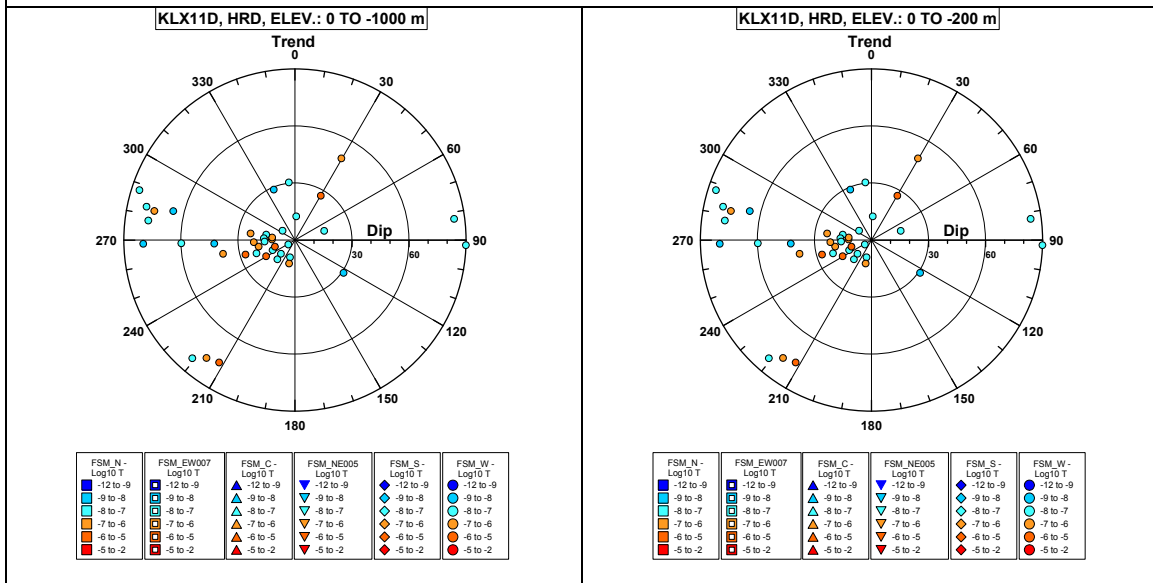 KLX11D, HRD, ELEV.: 0 TO -1000 m
Trend
0
330 30
300 60
270 Dip 90
30 60
240 120
210 150
180
FSM_N - Log10 T
-12 to -9
-9 to -8
-8 to -7
-7 to -6
-6 to -5
-5 to -2
FSM_EW007 Log10 T
-12 to -9
-9 to -8
-8 to -7
-7 to -6
-6 to -5
-5 to -2
FSM_C - Log10 T
-12 to -9
-9 to -8
-8 to -7
-7 to -6
-6 to -5
-5 to -2
FSM_NE005 Log10 T
-12 to -9
-9 to -8
-8 to -7
-7 to -6
-6 to -5
-5 to -2
FSM_S - Log10 T
-12 to -9
-9 to -8
-8 to -7
-7 to -6
-6 to -5
-5 to -2
FSM_W - Log10 T
-12 to -9
-9 to -8
-8 to -7
-7 to -6
-6 to -5
-5 to -2
KLX11D, HRD, ELEV.: 0 TO -200 m
Trend
0
330 30
300 60
270 Dip 90
30 60
240 120
210 150
180
FSM_N - Log10 T
-12 to -9
-9 to -8
-8 to -7
-7 to -6
-6 to -5
-5 to -2
FSM_EW007 Log10 T
-12 to -9
-9 to -8
-8 to -7
-7 to -6
-6 to -5
-5 to -2
FSM_C - Log10 T
-12 to -9
-9 to -8
-8 to -7
-7 to -6
-6 to -5
-5 to -2
FSM_NE005 Log10 T
-12 to -9
-9 to -8
-8 to -7
-7 to -6
-6 to -5
-5 to -2
FSM_S - Log10 T
-12 to -9
-9 to -8
-8 to -7
-7 to -6
-6 to -5
-5 to -2
FSM_W - Log10 T
-12 to -9
-9 to -8
-8 to -7
-7 to -6
-6 to -5
-5 to -2